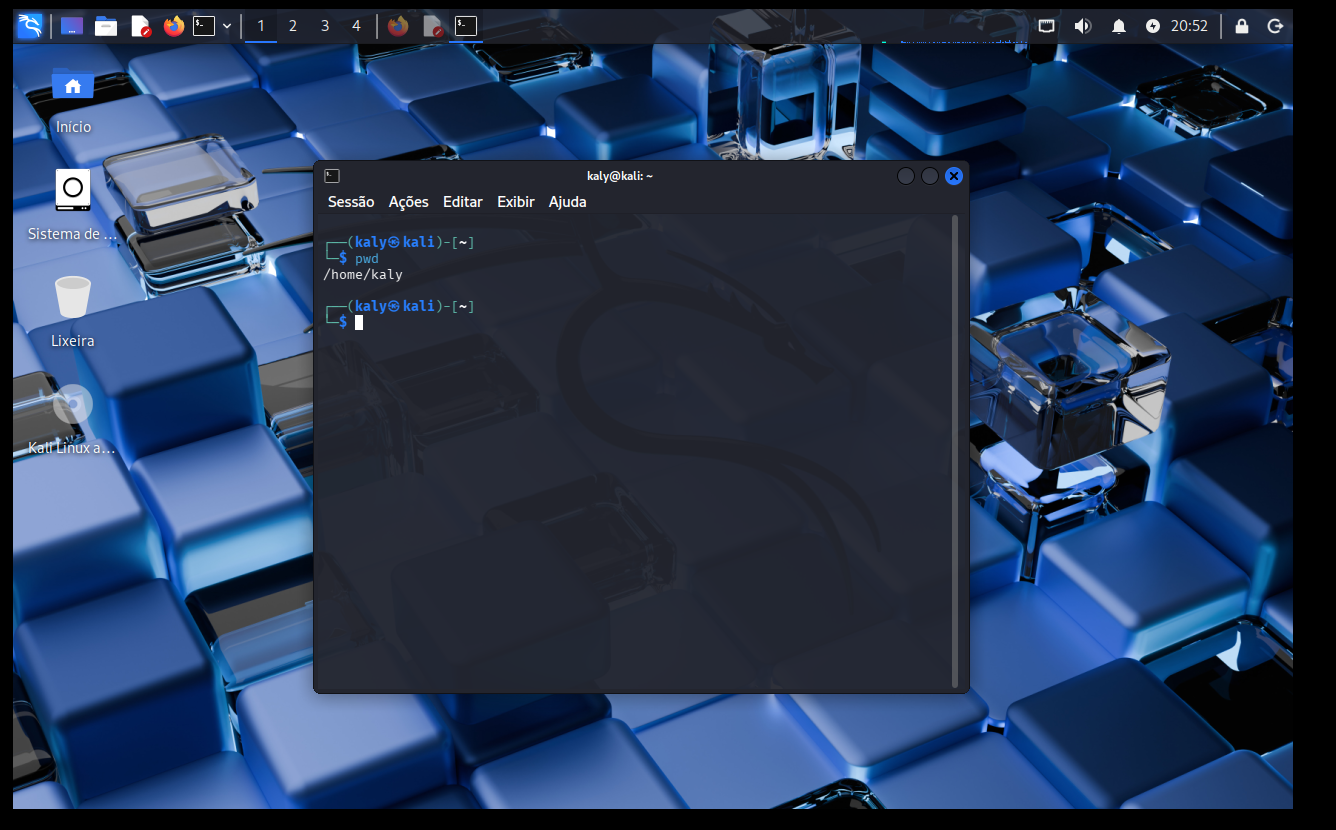 1 2 3 4 20:52
Início
Sistema de ...
Lixeira
Kali Linux a...
kaly@kali: ~
Sessão Ações Editar Exibir Ajuda
┌──(kaly㉿kali)-[~]
└─$ pwd
/home/kaly
┌──(kaly㉿kali)-[~]
└─$